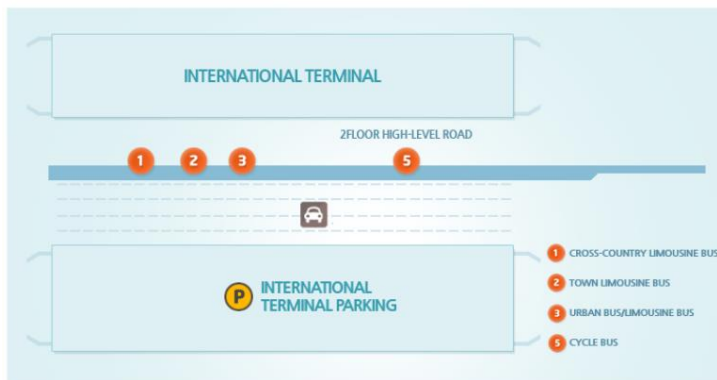 INTERNATIONAL TERMINAL
2FLOOR HIGH-LEVEL ROAD
1 2 3 5
P INTERNATIONAL
TERMINAL PARKING
1 CROSS-COUNTRY LIMOUSINE BUS
2 TOWN LIMOUSINE BUS
3 URBAN BUS/LIMOUSINE BUS
5 CYCLE BUS